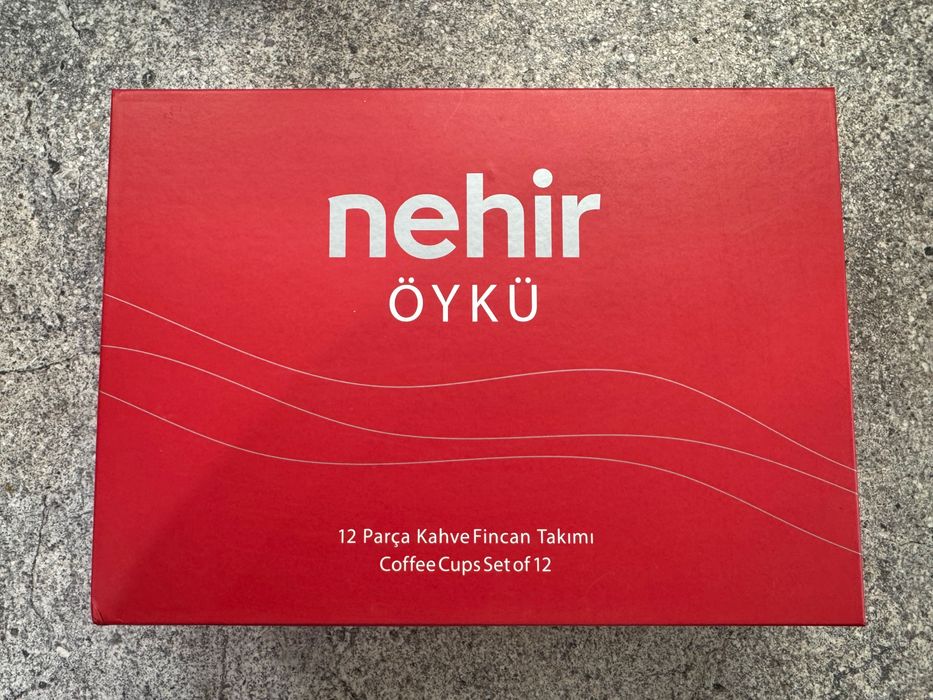 nehir
ÖYKÜ
12 Parça Kahve Fincan Takımı
Coffee Cups Set of 12